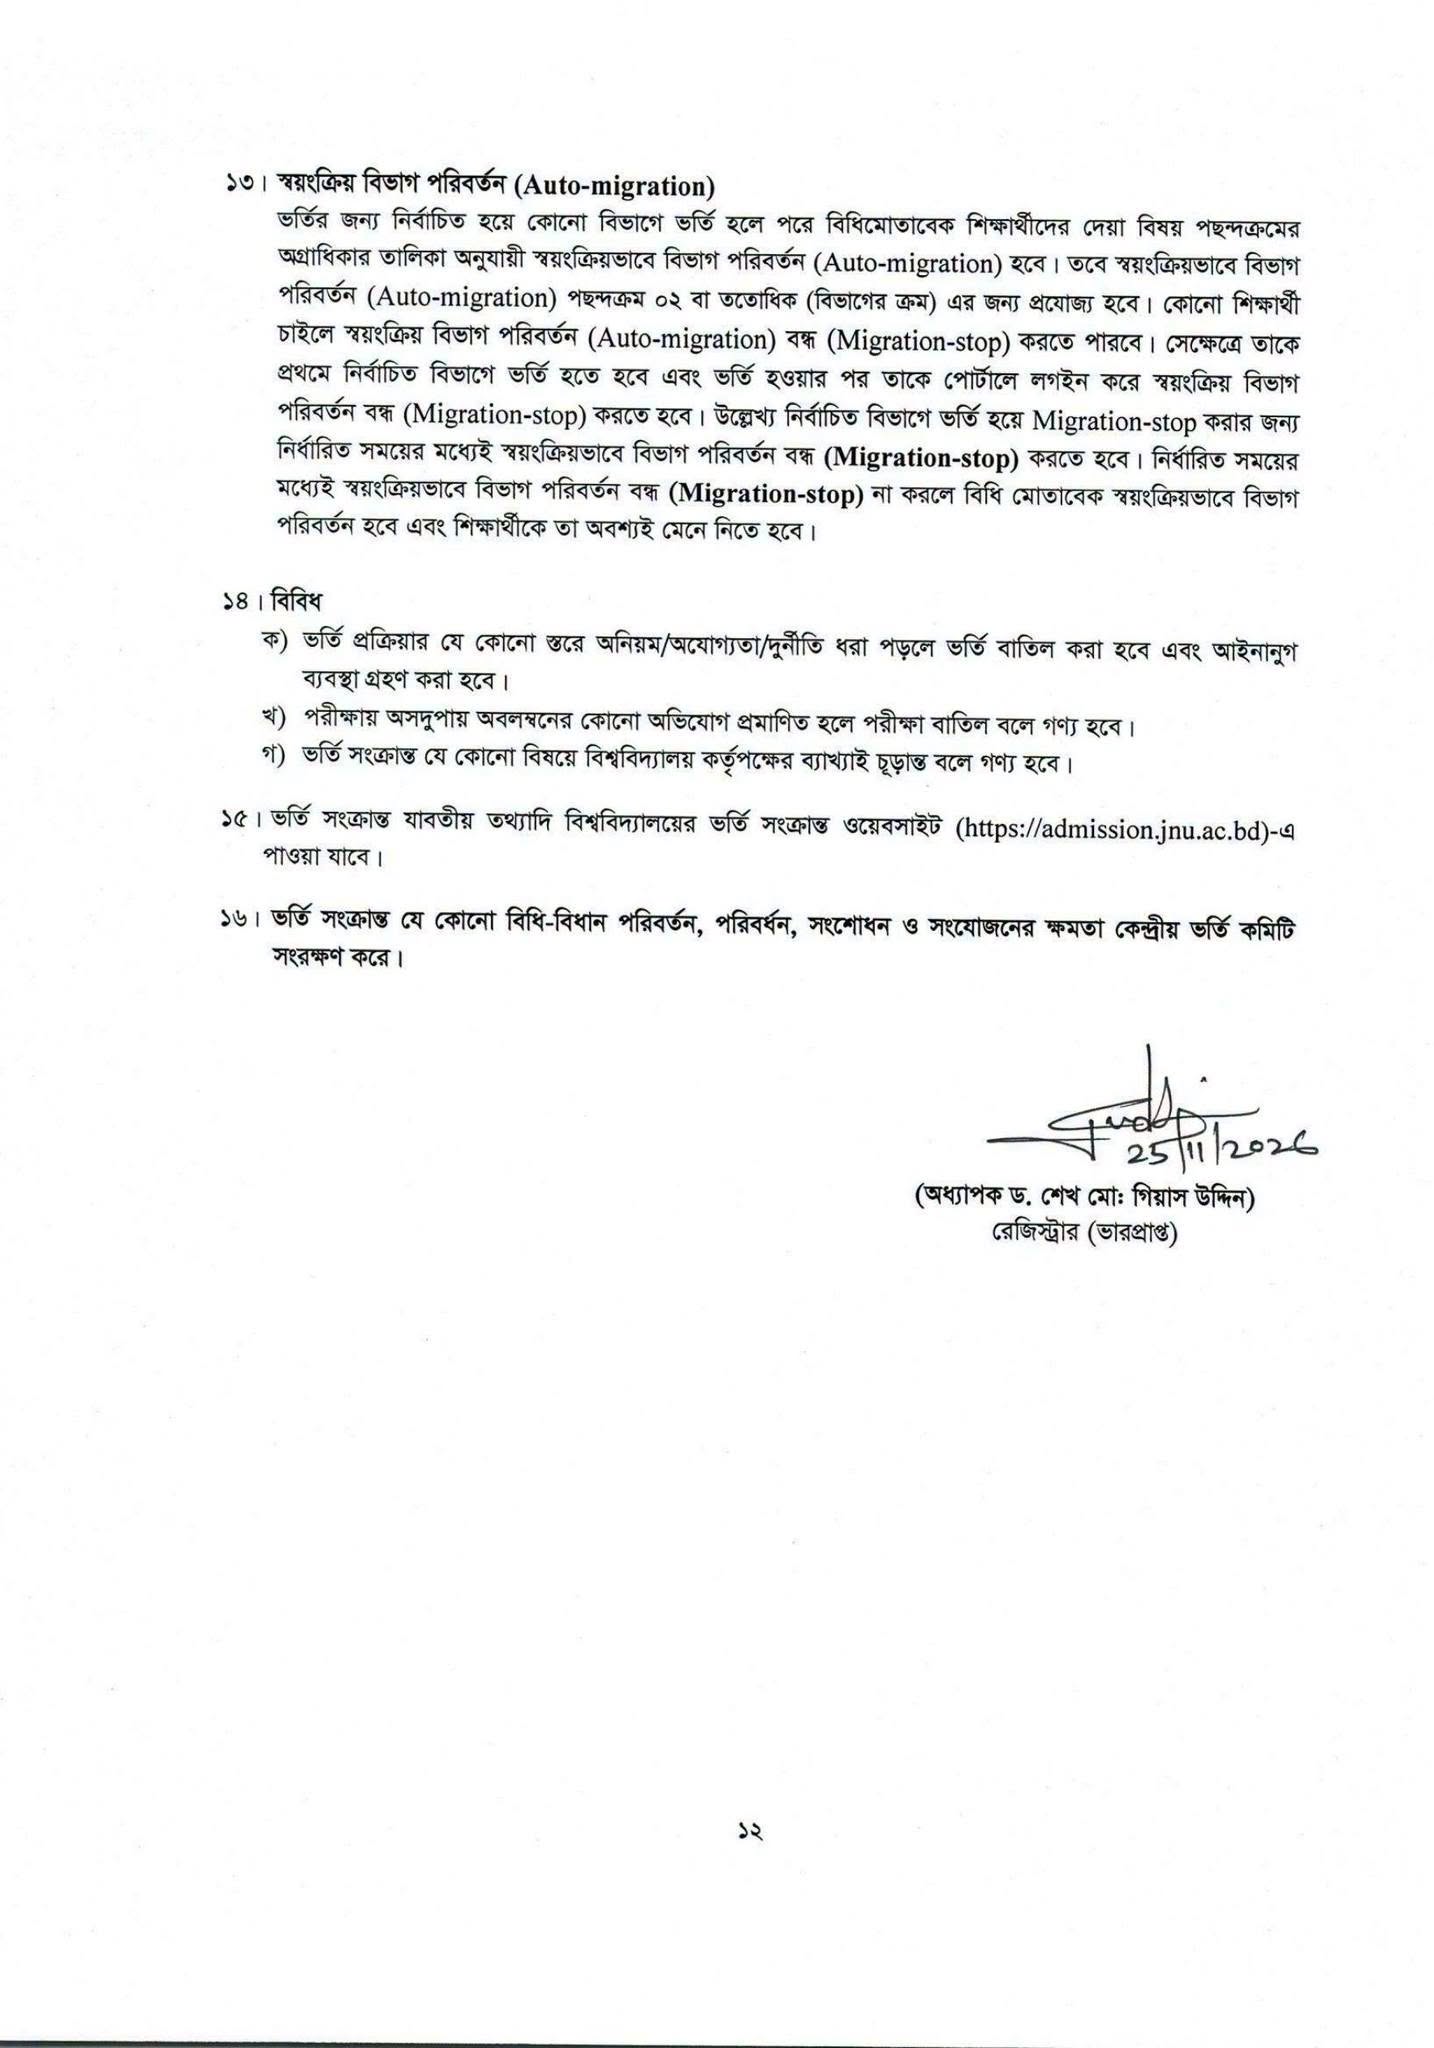 ১৩। স্বয়ংক্রিয় বিভাগ পরিবর্তন (Auto-migration)
ভর্তির জন্য নির্বাচিত হয়ে কোনো বিভাগে ভর্তি হলে পরে বিধিমোতাবেক শিক্ষার্থীদের দেয়া বিষয় পছন্দক্রমের
অগ্রাধিকার তালিকা অনুযায়ী স্বয়ংক্রিয়ভাবে বিভাগ পরিবর্তন (Auto-migration) হবে। তবে স্বয়ংক্রিয়ভাবে বিভাগ
পরিবর্তন (Auto-migration) পছন্দক্রম ০২ বা ততোধিক (বিভাগের ক্রম) এর জন্য প্রযোজ্য হবে। কোনো শিক্ষার্থী
চাইলে স্বয়ংক্রিয় বিভাগ পরিবর্তন (Auto-migration) বন্ধ (Migration-stop) করতে পারবে। সেক্ষেত্রে তাকে
প্রথমে নির্বাচিত বিভাগে ভর্তি হতে হবে এবং ভর্তি হওয়ার পর তাকে পোর্টালে লগইন করে স্বয়ংক্রিয় বিভাগ
পরিবর্তন বন্ধ (Migration-stop) করতে হবে। উল্লেখ্য নির্বাচিত বিভাগে ভর্তি হয়ে Migration-stop করার জন্য
নির্ধারিত সময়ের মধ্যেই স্বয়ংক্রিয়ভাবে বিভাগ পরিবর্তন বন্ধ (Migration-stop) করতে হবে। নির্ধারিত সময়ের
মধ্যেই স্বয়ংক্রিয়ভাবে বিভাগ পরিবর্তন বন্ধ (Migration-stop) না করলে বিধি মোতাবেক স্বয়ংক্রিয়ভাবে বিভাগ
পরিবর্তন হবে এবং শিক্ষার্থীকে তা অবশ্যই মেনে নিতে হবে।
১৪। বিবিধ
ক) ভর্তি প্রক্রিয়ার যে কোনো স্তরে অনিয়ম/অযোগ্যতা/দুর্নীতি ধরা পড়লে ভর্তি বাতিল করা হবে এবং আইনানুগ
ব্যবস্থা গ্রহণ করা হবে।
খ) পরীক্ষায় অসদুপায় অবলম্বনের কোনো অভিযোগ প্রমাণিত হলে পরীক্ষা বাতিল বলে গণ্য হবে।
গ) ভর্তি সংক্রান্ত যে কোনো বিষয়ে বিশ্ববিদ্যালয় কর্তৃপক্ষের ব্যাখ্যাই চূড়ান্ত বলে গণ্য হবে।
১৫। ভর্তি সংক্রান্ত যাবতীয় তথ্যাদি বিশ্ববিদ্যালয়ের ভর্তি সংক্রান্ত ওয়েবসাইট (https://admission.jnu.ac.bd)-এ
পাওয়া যাবে।
১৬। ভর্তি সংক্রান্ত যে কোনো বিধি-বিধান পরিবর্তন, পরিবর্ধন, সংশোধন ও সংযোজনের ক্ষমতা কেন্দ্রীয় ভর্তি কমিটি
সংরক্ষণ করে।
25/11/2026
(অধ্যাপক ড. শেখ মো: গিয়াস উদ্দিন)
রেজিস্ট্রার (ভারপ্রাপ্ত)
১২